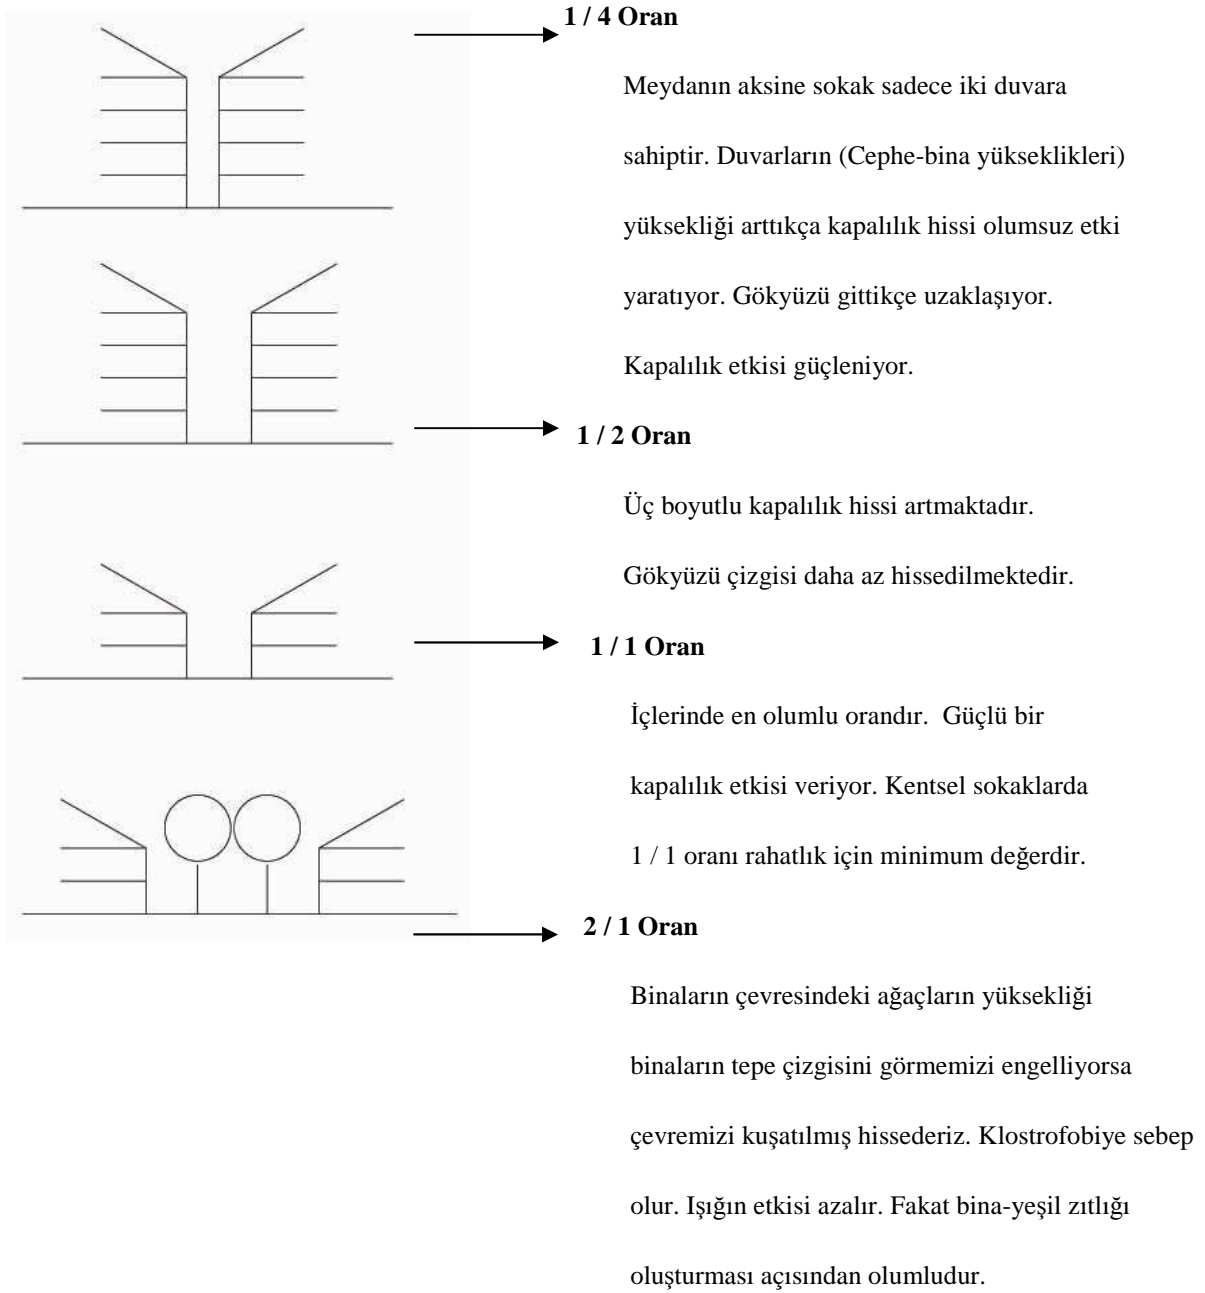 1 / 4 Oran
Meydanın aksine sokak sadece iki duvara
sahiptir. Duvarların (Cephe-bina yükseklikleri)
yüksekliği arttıkça kapalılık hissi olumsuz etki
yaratıyor. Gökyüzü gittikçe uzaklaşıyor.
Kapalılık etkisi güçleniyor.
1 / 2 Oran
Üç boyutlu kapalılık hissi artmaktadır.
Gökyüzü çizgisi daha az hissedilmektedir.
1 / 1 Oran
İçlerinde en olumlu orandır.  Güçlü bir
kapalılık etkisi veriyor. Kentsel sokaklarda
1 / 1 oranı rahatlık için minimum değerdir.
2 / 1 Oran
Binaların çevresindeki ağaçların yüksekliği
binaların tepe çizgisini görmemizi engelliyorsa
çevremizi kuşatılmış hissederiz. Klostrofobiye sebep
olur. Işığın etkisi azalır. Fakat bina-yeşil zıtlığı
oluşturması açısından olumludur.